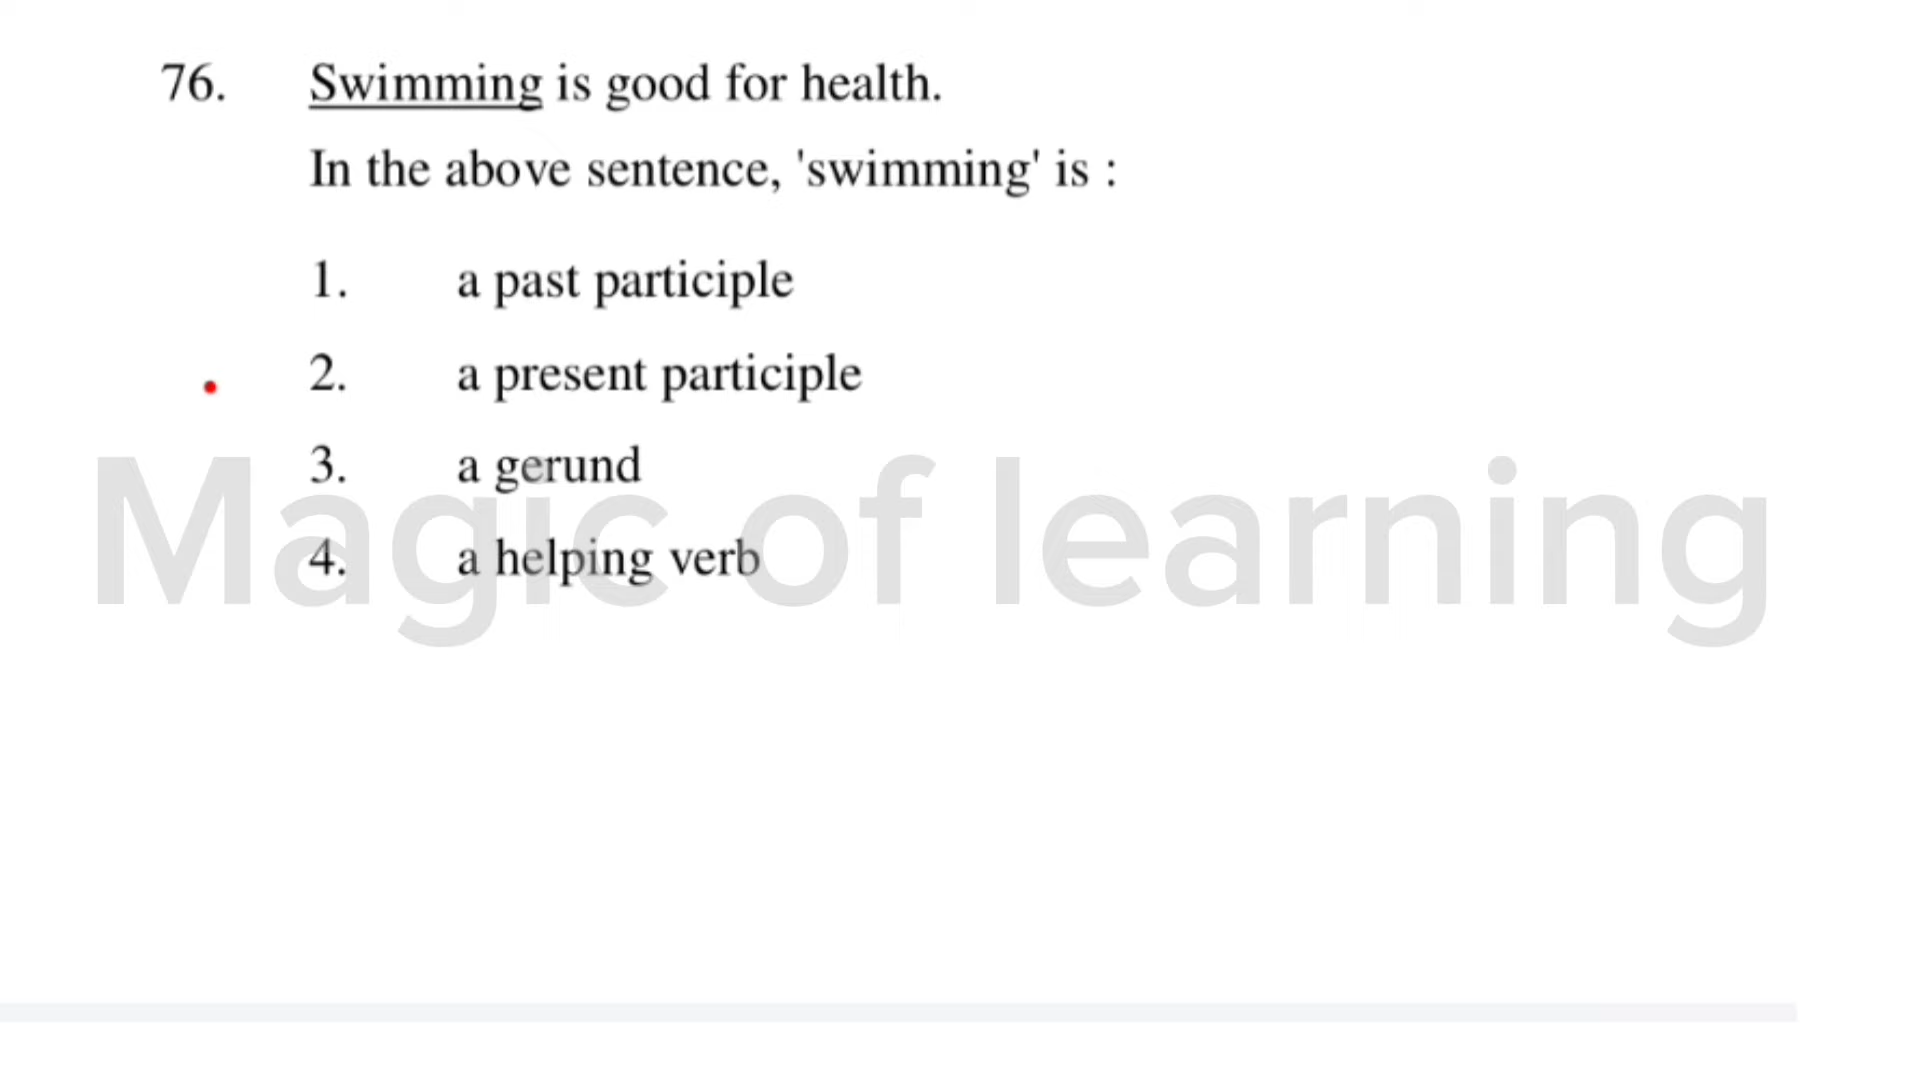 76. Swimming is good for health.
In the above sentence, 'swimming' is :
1. a past participle
2. a present participle
3. a gerund
4. a helping verb
Magic of learning